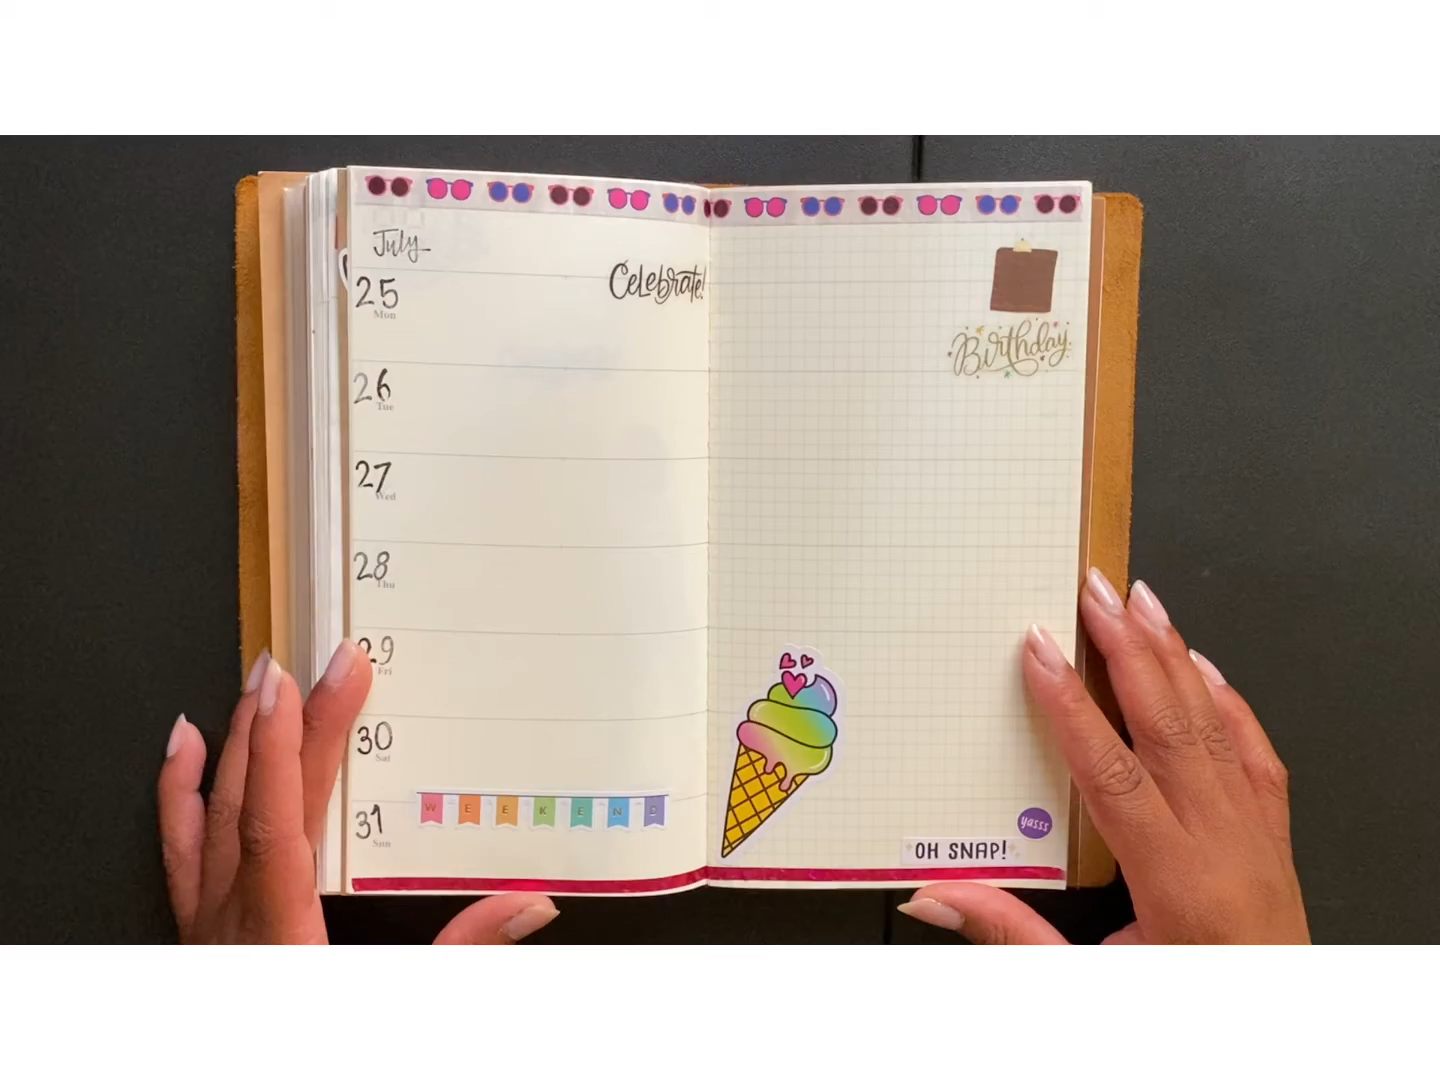 July
Celebrate!
25
Mon
26
Tue
27
Wed
28
Thu
29
Fri
30
Sat
WEEKEND
31
Sun
Birthday
yasss
OH SNAP!